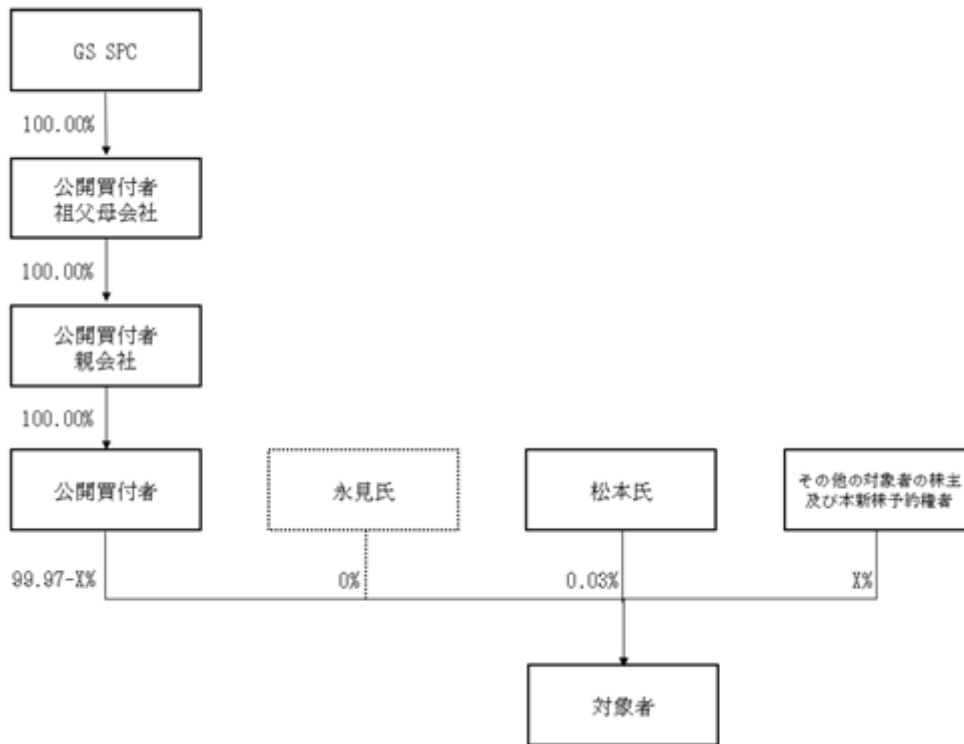 GS SPC
100.00%
公開買付者
祖父母会社
100.00%
公開買付者
親会社
100.00%
公開買付者
永見氏
松本氏
その他の対象者の株主
及び本新株予約権者
99.97-X%
0%
0.03%
X%
対象者